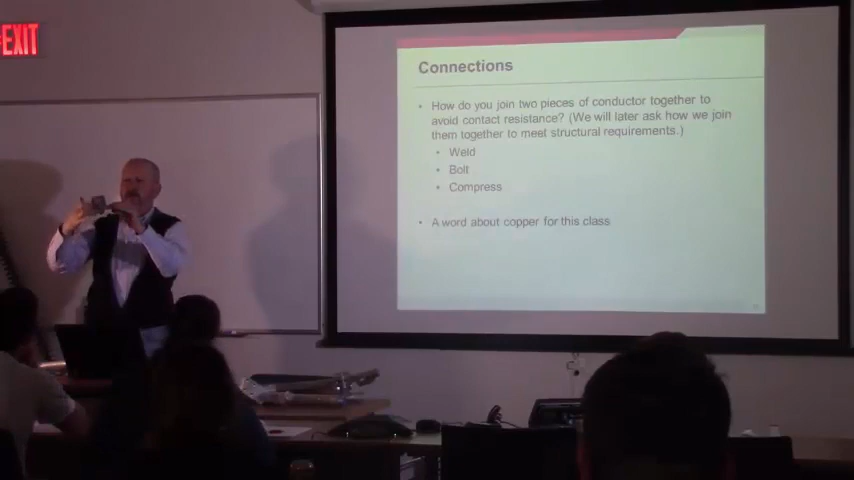 EXIT
Connections
• How do you join two pieces of conductor together to
avoid contact resistance? (We will later ask how we join
them together to meet structural requirements.)
• Weld
• Bolt
• Compress
• A word about copper for this class